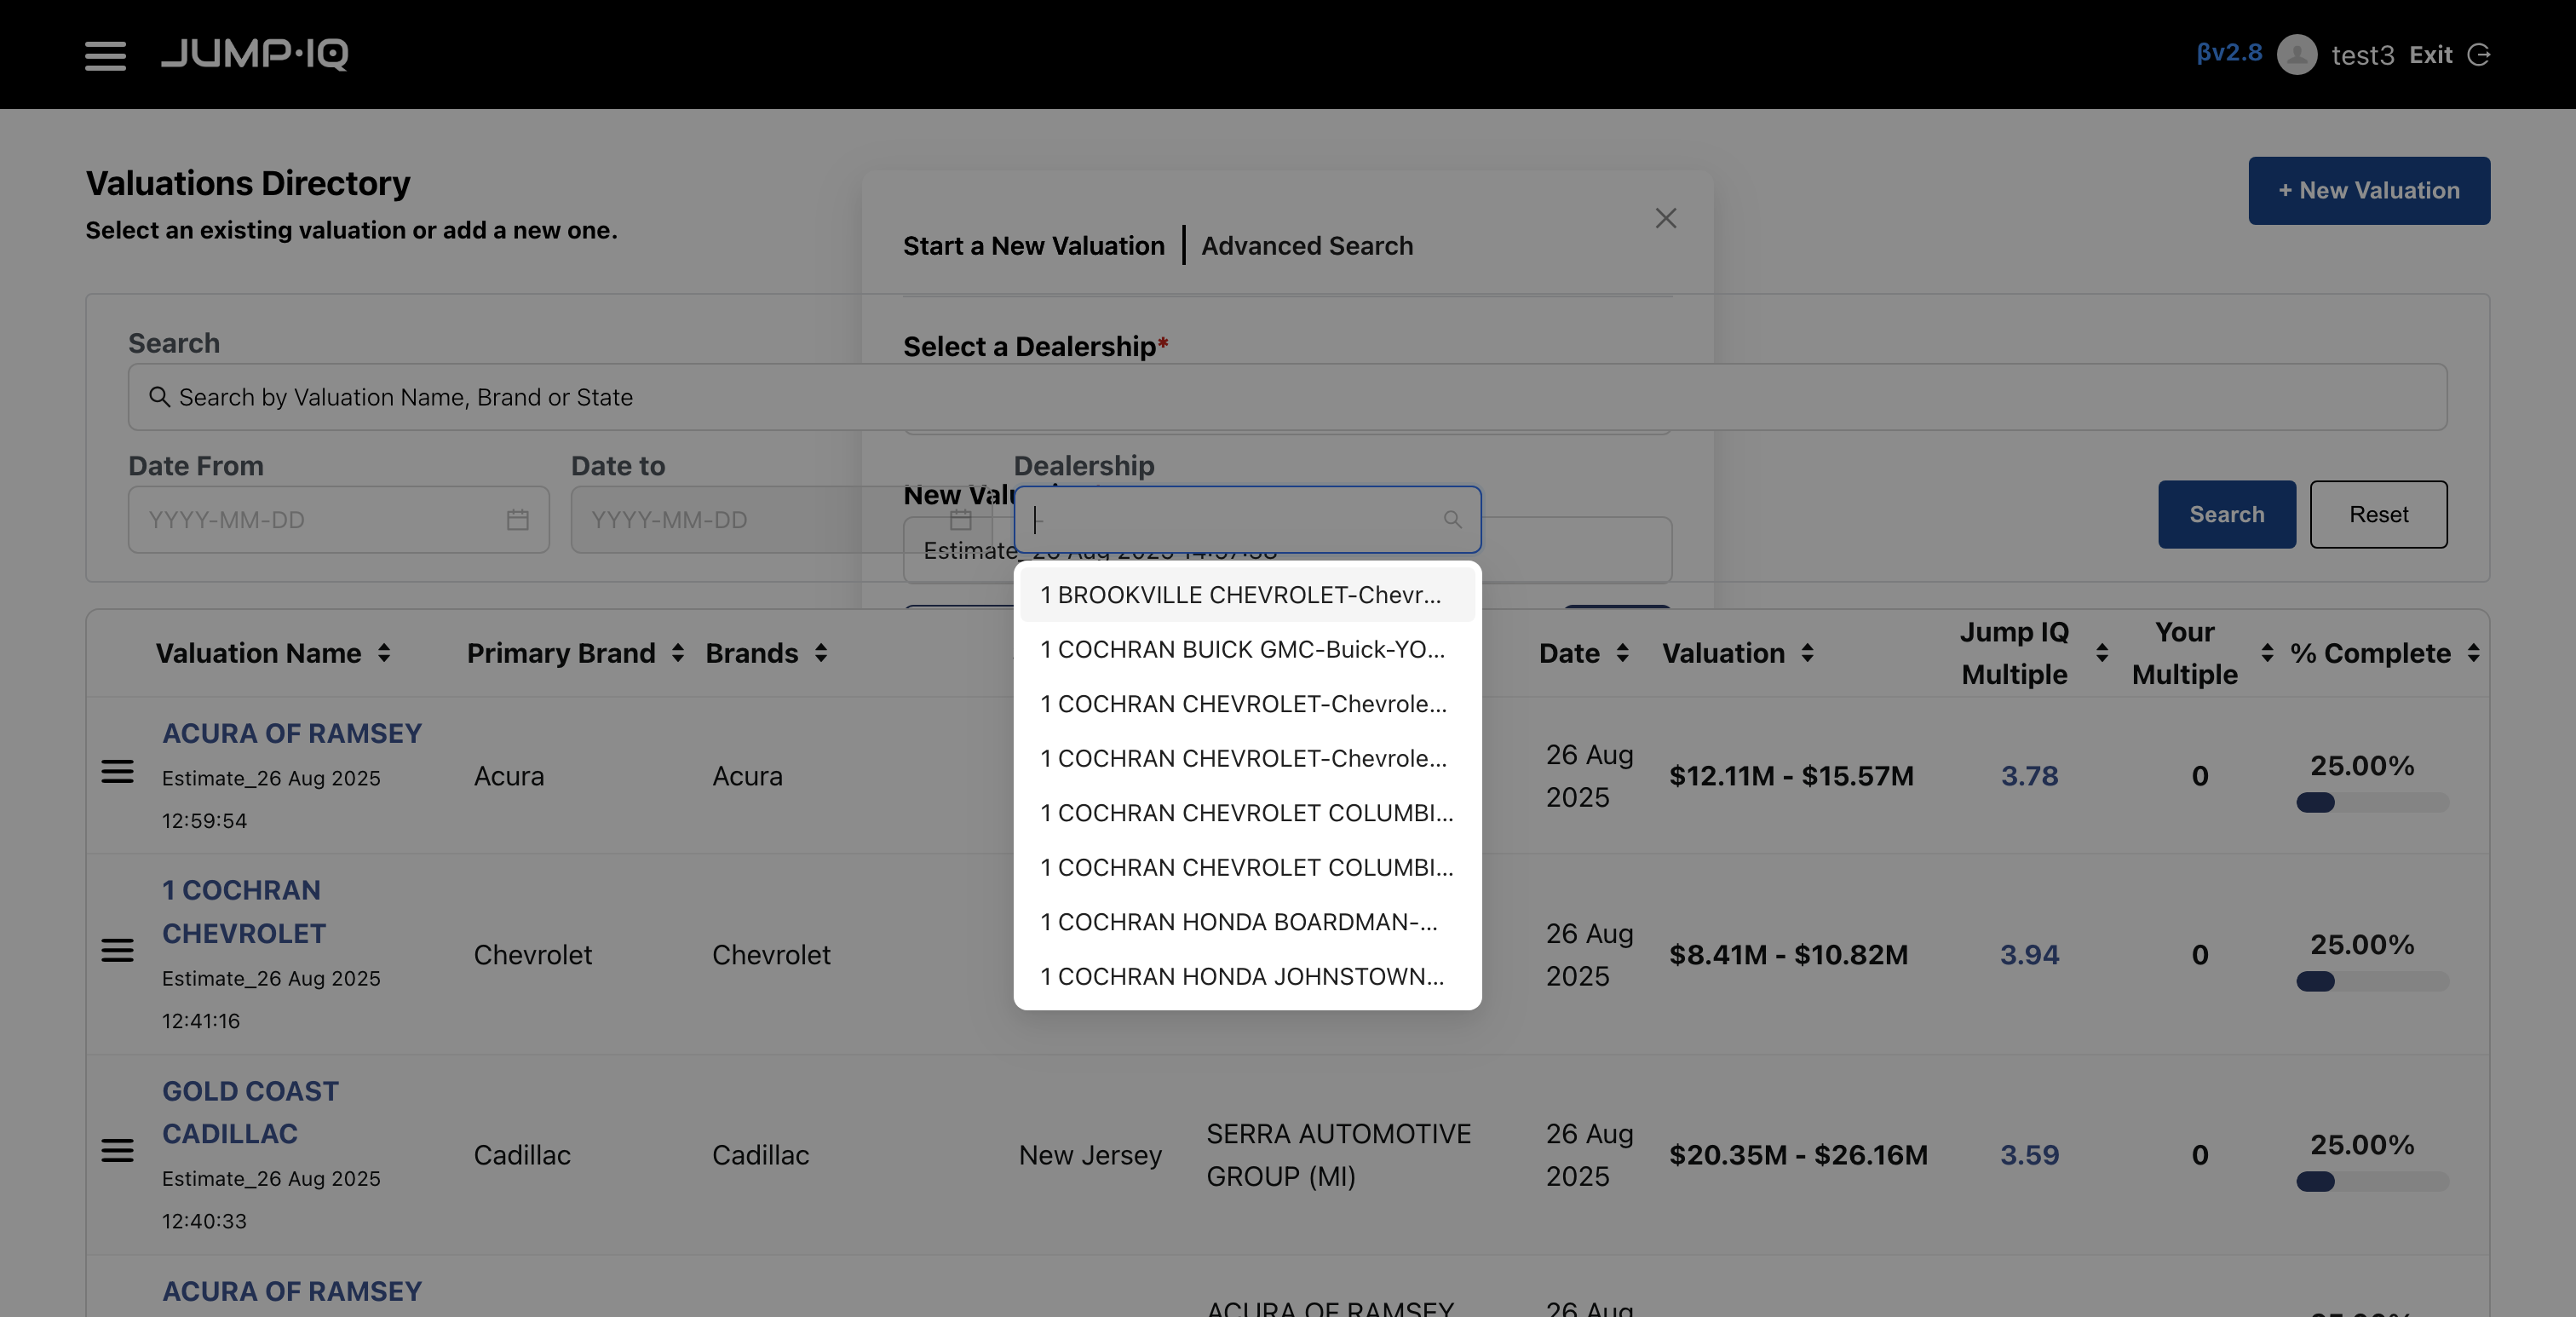 JUMP·IQ
βv2.8 test3 Exit
Valuations Directory
Select an existing valuation or add a new one.
+ New Valuation
Start a New Valuation | Advanced Search
Select a Dealership*
Search
Search by Valuation Name, Brand or State
Date From
Date to
Dealership
YYYY-MM-DD
YYYY-MM-DD
Search
Reset
Estimate_26 Aug 2025
1 BROOKVILLE CHEVROLET-Chevr...
1 COCHRAN BUICK GMC-Buick-YO...
1 COCHRAN CHEVROLET-Chevrole...
1 COCHRAN CHEVROLET-Chevrole...
1 COCHRAN CHEVROLET COLUMBI...
1 COCHRAN CHEVROLET COLUMBI...
1 COCHRAN HONDA BOARDMAN-...
1 COCHRAN HONDA JOHNSTOWN...
Valuation Name Primary Brand Brands Date Valuation Jump IQ Multiple Your Multiple % Complete
ACURA OF RAMSEY
Estimate_26 Aug 2025
12:59:54
Acura
Acura
26 Aug
2025
$12.11M - $15.57M
3.78
0
25.00%
1 COCHRAN
CHEVROLET
Estimate_26 Aug 2025
12:41:16
Chevrolet
Chevrolet
26 Aug
2025
$8.41M - $10.82M
3.94
0
25.00%
GOLD COAST
CADILLAC
Estimate_26 Aug 2025
12:40:33
Cadillac
Cadillac
New Jersey
SERRA AUTOMOTIVE
GROUP (MI)
26 Aug
2025
$20.35M - $26.16M
3.59
0
25.00%
ACURA OF RAMSEY
ACURA OF RAMSEY
26 Aug